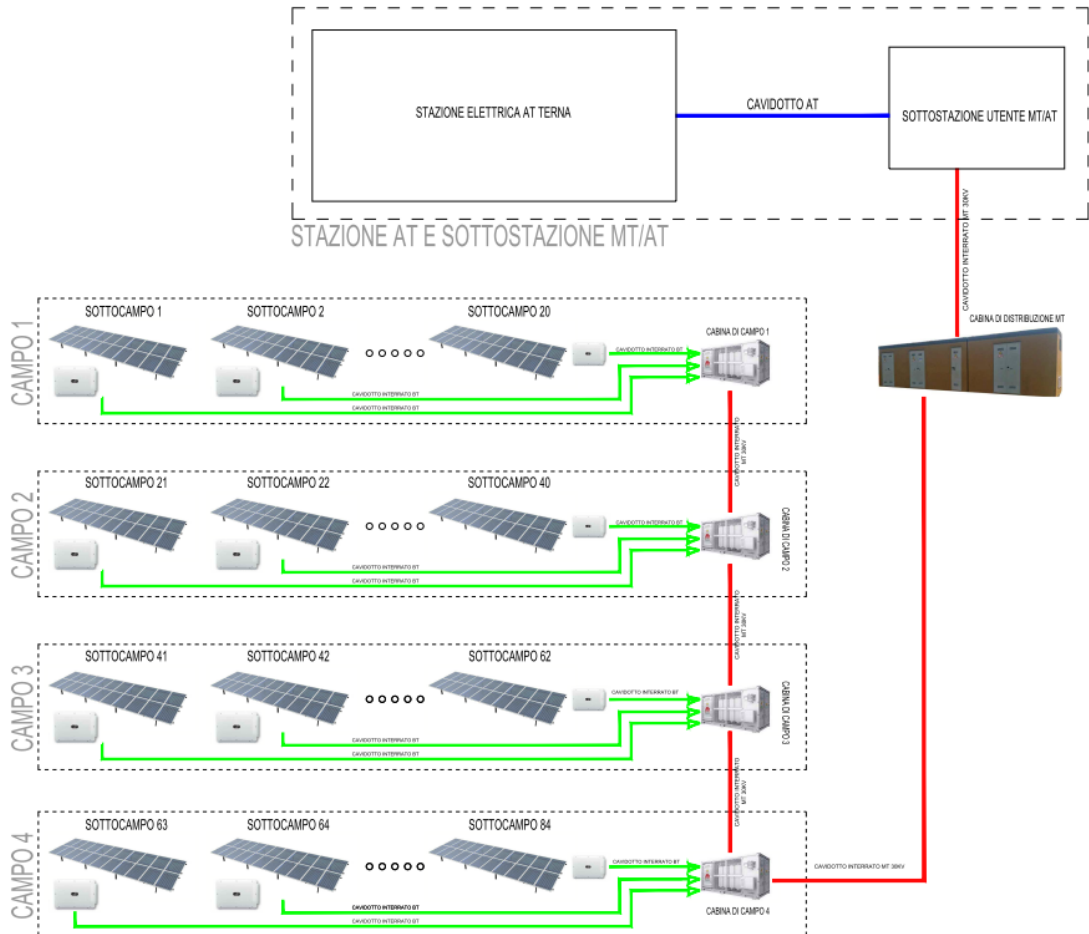 STAZIONE ELETTRICA AT TERNA
CAVIDOTTO AT
SOTTOSTAZIONE UTENTE MT/AT
CAVIDOTTO INTERRATO MT 30KV
STAZIONE AT E SOTTOSTAZIONE MT/AT
CABINA DI DISTRIBUZIONE MT
CAMPO 1
SOTTOCAMPO 1
SOTTOCAMPO 2
SOTTOCAMPO 20
CABINA DI CAMPO 1
CAVIDOTTO INTERRATO BT
CAVIDOTTO INTERRATO BT
CAVIDOTTO INTERRATO BT
CAVIDOTTO INTERRATO
MT 30KV
CAMPO 2
SOTTOCAMPO 21
SOTTOCAMPO 22
SOTTOCAMPO 40
CABINA DI CAMPO 2
CAVIDOTTO INTERRATO BT
CAVIDOTTO INTERRATO BT
CAVIDOTTO INTERRATO BT
CAVIDOTTO INTERRATO
MT 30KV
CAMPO 3
SOTTOCAMPO 41
SOTTOCAMPO 42
SOTTOCAMPO 62
CABINA DI CAMPO 3
CAVIDOTTO INTERRATO BT
CAVIDOTTO INTERRATO BT
CAVIDOTTO INTERRATO BT
CAVIDOTTO INTERRATO
MT 30KV
CAMPO 4
SOTTOCAMPO 63
SOTTOCAMPO 64
SOTTOCAMPO 84
CAVIDOTTO INTERRATO BT
CAVIDOTTO INTERRATO MT 30KV
CAVIDOTTO INTERRATO BT
CAVIDOTTO INTERRATO BT
CABINA DI CAMPO 4